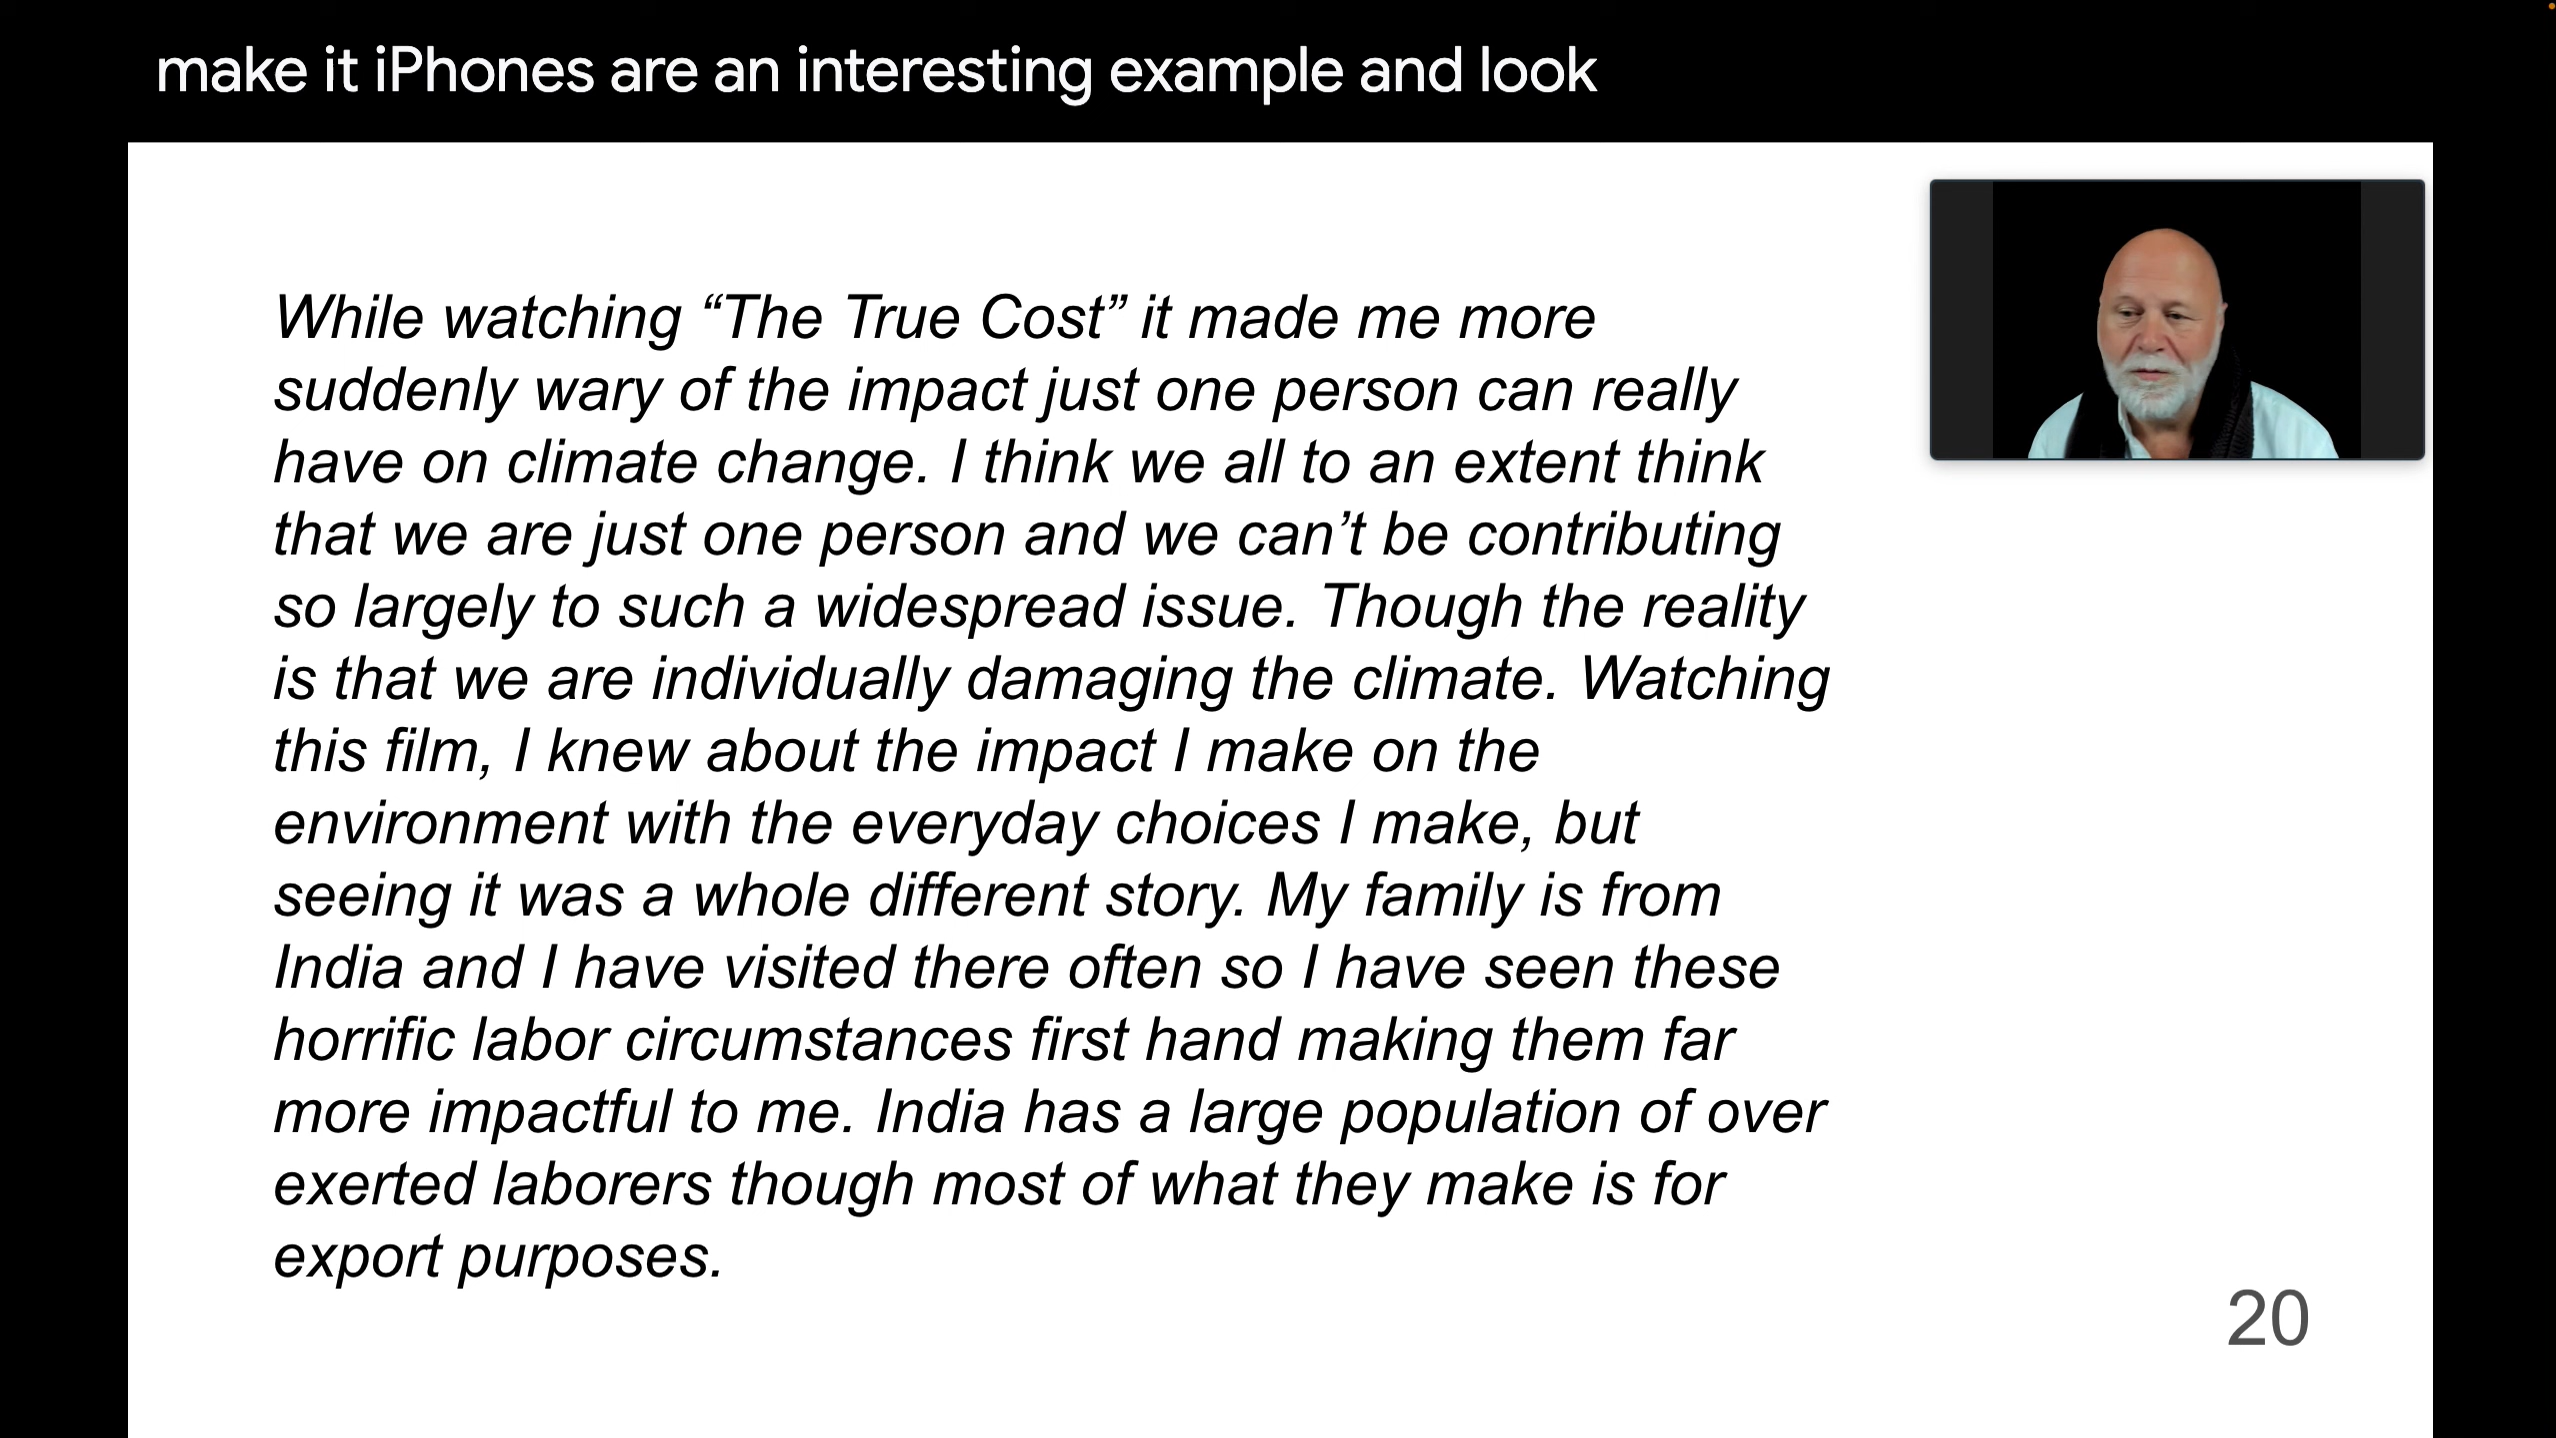 make it iPhones are an interesting example and look
While watching “The True Cost” it made me more
suddenly wary of the impact just one person can really
have on climate change. I think we all to an extent think
that we are just one person and we can’t be contributing
so largely to such a widespread issue. Though the reality
is that we are individually damaging the climate. Watching
this film, I knew about the impact I make on the
environment with the everyday choices I make, but
seeing it was a whole different story. My family is from
India and I have visited there often so I have seen these
horrific labor circumstances first hand making them far
more impactful to me. India has a large population of over
exerted laborers though most of what they make is for
export purposes.
20